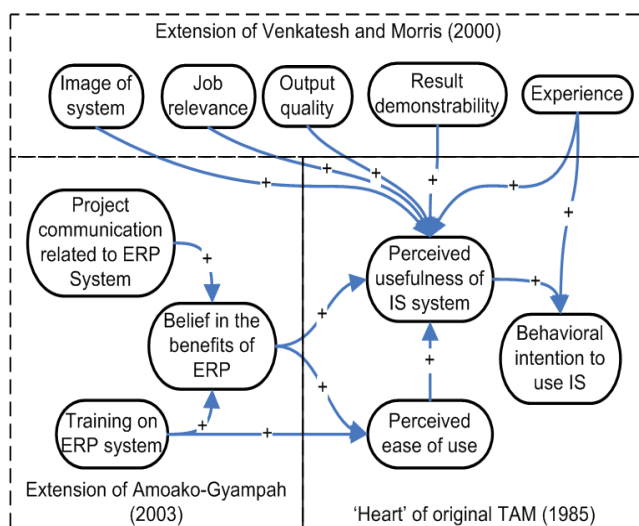 Extension of Venkatesh and Morris (2000)
Image of
system
Job
relevance
Output
quality
Result
demonstrability
Experience
+
+
+
+
+
+
Project
communication
related to ERP
System
+
Perceived
usefulness of
IS system
+
Belief in the
benefits of
ERP
+
Behavioral
intention to
use IS
+
+
Training on
ERP system
+
+
Perceived
ease of use
Extension of Amoako-Gyampah
(2003)
'Heart' of original TAM (1985)